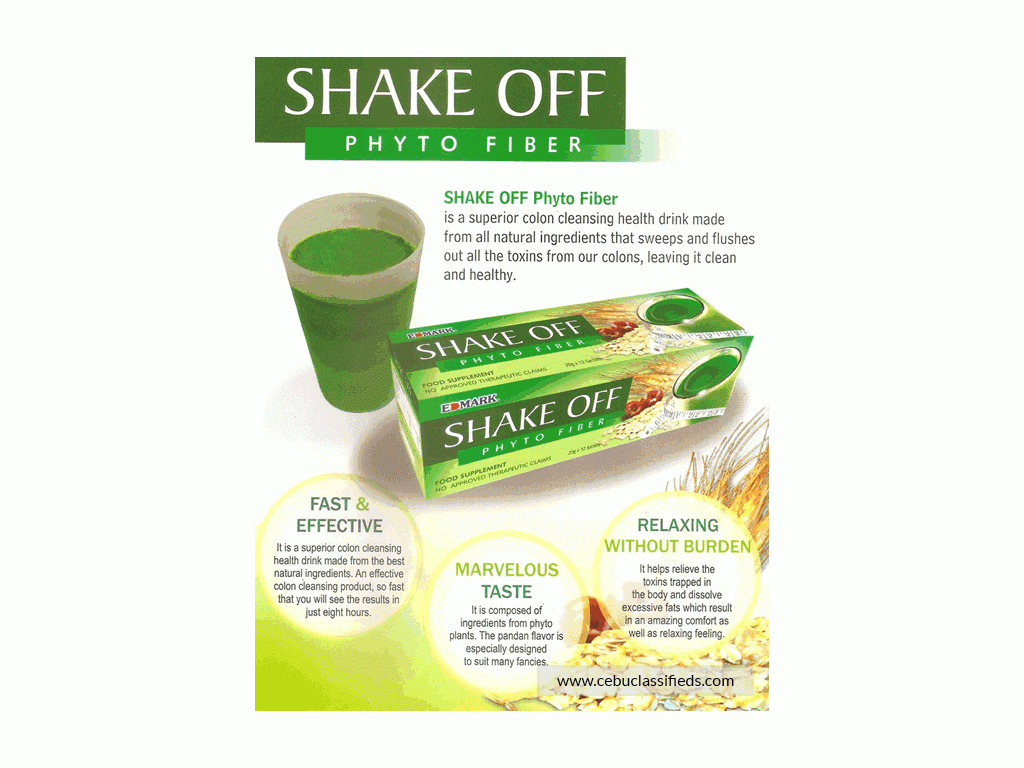 SHAKE OFF
PHYTO FIBER
SHAKE OFF Phyto Fiber
is a superior colon cleansing health drink made
from all natural ingredients that sweeps and flushes
out all the toxins from our colons, leaving it clean
and healthy.
EDMARK
SHAKE OFF
PHYTO FIBER
FOOD SUPPLEMENT
NO APPROVED THERAPEUTIC CLAIMS
20g x 12 Sachets
EDMARK
SHAKE OFF
PHYTO FIBER
FOOD SUPPLEMENT
NO APPROVED THERAPEUTIC CLAIMS
20g x 12 Sachets
FAST &
EFFECTIVE
It is a superior colon cleansing
health drink made from the best
natural ingredients. An effective
colon cleansing product, so fast
that you will see the results in
just eight hours.
MARVELOUS
TASTE
It is composed of
ingredients from phyto
plants. The pandan flavor is
especially designed
to suit many fancies.
RELAXING
WITHOUT BURDEN
It helps relieve the
toxins trapped in
the body and dissolve
excessive fats which result
in an amazing comfort as
well as relaxing feeling.
www.cebuclassifieds.com